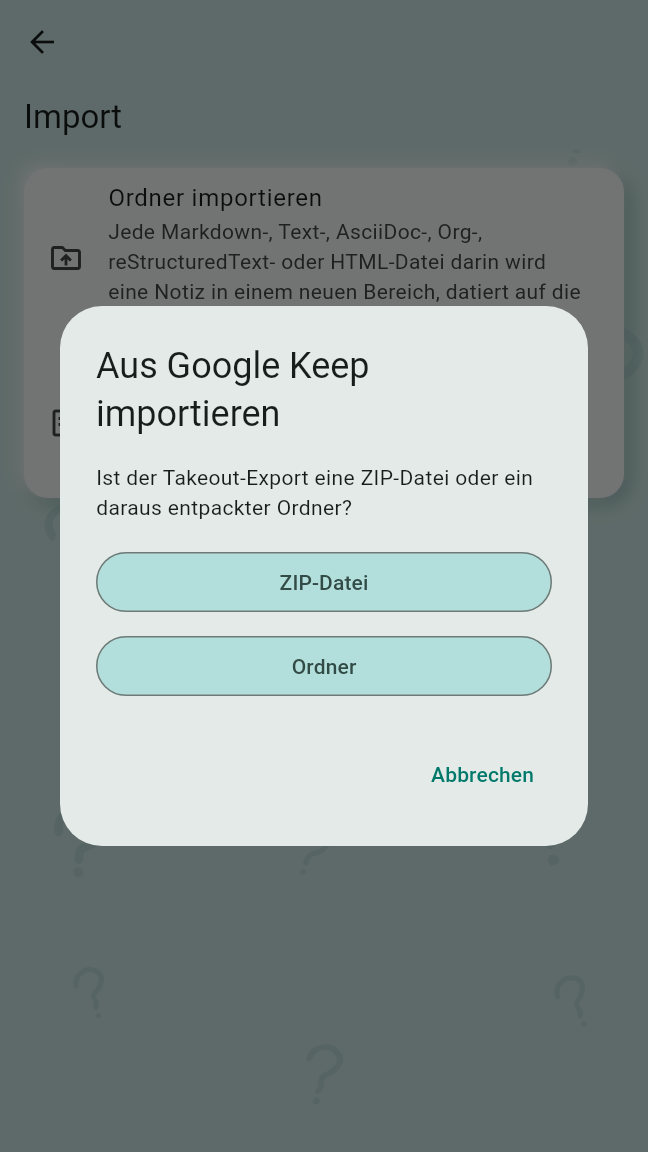 Import
Ordner importieren
Jede Markdown-, Text-, AsciiDoc-, Org-,
reStructuredText- oder HTML-Datei darin wird
eine Notiz in einem neuen Bereich, datiert auf die
Aus Google Keep
importieren
Ist der Takeout-Export eine ZIP-Datei oder ein
daraus entpackter Ordner?
ZIP-Datei
Ordner
Abbrechen